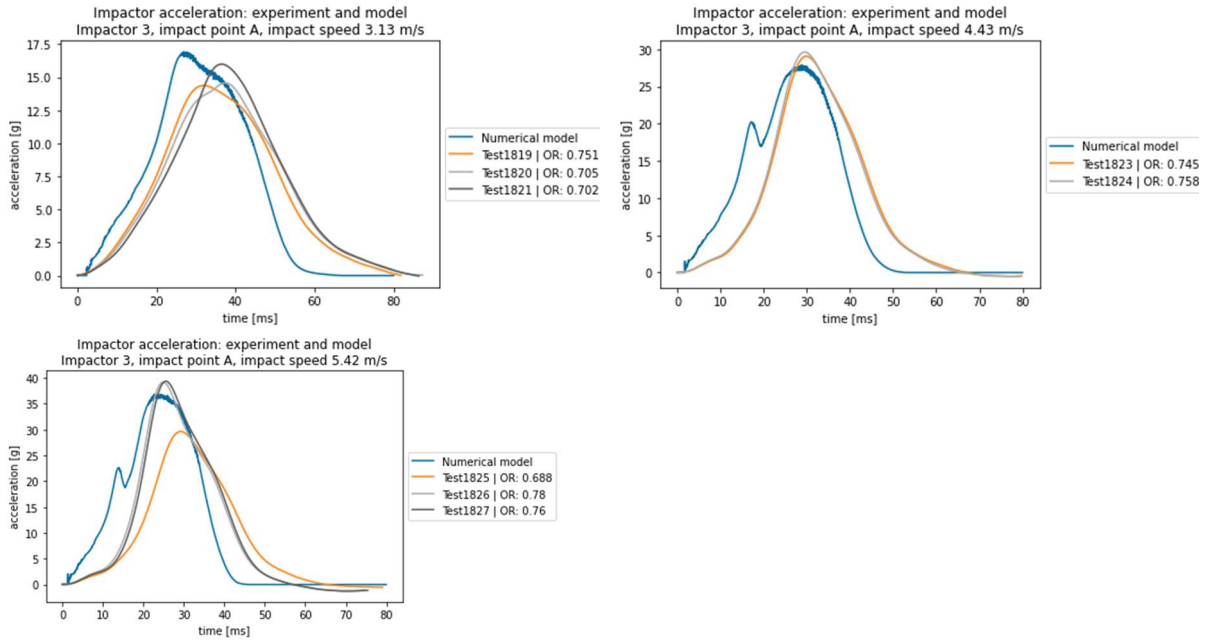 Impactor acceleration: experiment and model
Impactor 3, impact point A, impact speed 3.13 m/s
17.5
15.0
12.5
10.0
7.5
5.0
2.5
0.0
acceleration [g]
0 20 40 60 80
time [ms]
Numerical model
Test1819 | OR: 0.751
Test1820 | OR: 0.705
Test1821 | OR: 0.702
Impactor acceleration: experiment and model
Impactor 3, impact point A, impact speed 4.43 m/s
30
25
20
15
10
5
0
acceleration [g]
0 10 20 30 40 50 60 70 80
time [ms]
Numerical model
Test1823 | OR: 0.745
Test1824 | OR: 0.758
Impactor acceleration: experiment and model
Impactor 3, impact point A, impact speed 5.42 m/s
40
35
30
25
20
15
10
5
0
acceleration [g]
0 10 20 30 40 50 60 70 80
time [ms]
Numerical model
Test1825 | OR: 0.688
Test1826 | OR: 0.78
Test1827 | OR: 0.76